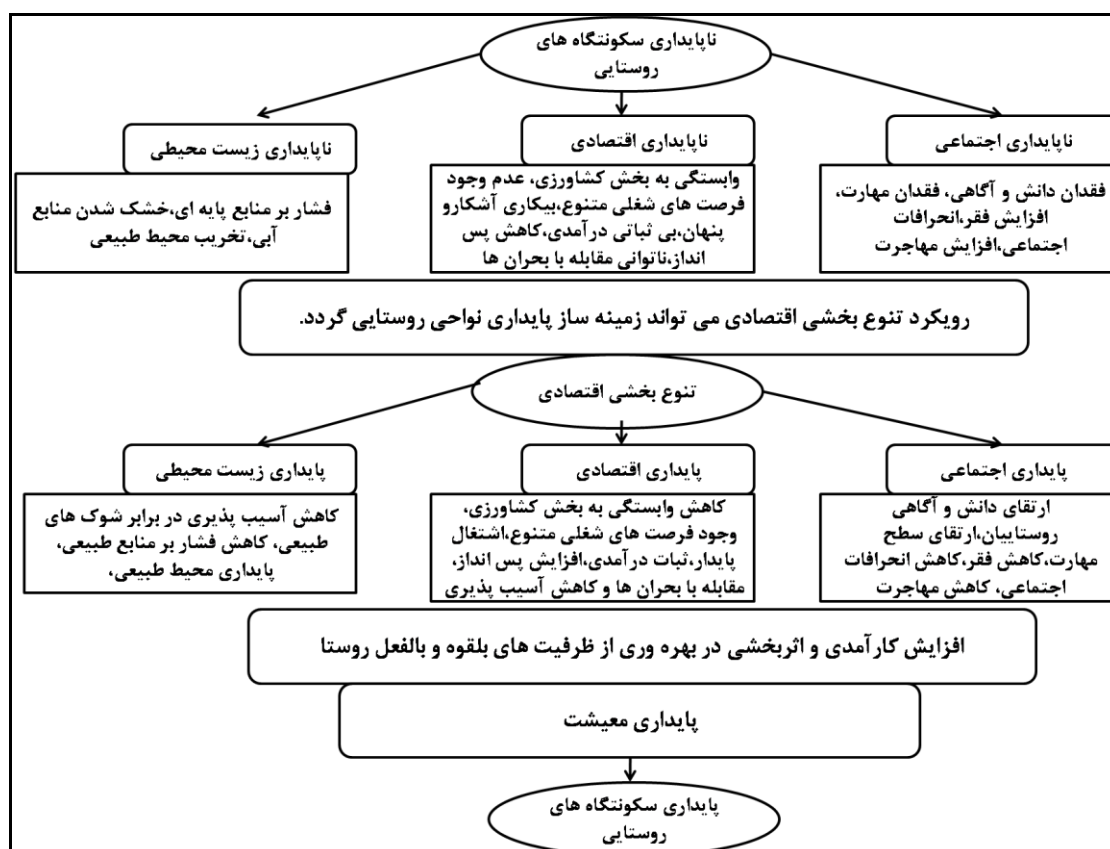 ناپایداری سکونتگاه های
روستایی
ناپایداری اجتماعی
فقدان دانش و آگاهی، فقدان مهارت،
افزایش فقر،انحرافات
اجتماعی،افزایش مهاجرت
ناپایداری اقتصادی
وابستگی به بخش کشاورزی، عدم وجود
فرصت های شغلی متنوع،بیکاری آشکارو
پنهان،بی ثباتی درآمدی،کاهش پس
انداز،ناتوانی مقابله با بحران ها
ناپایداری زیست محیطی
فشار بر منابع پایه ای،خشک شدن منابع
آبی،تخریب محیط طبیعی
رویکرد تنوع بخشی اقتصادی می تواند زمینه ساز پایداری نواحی روستایی گردد.
تنوع بخشی اقتصادی
پایداری اجتماعی
ارتقای دانش و آگاهی
روستاییان،ارتقای سطح
مهارت،کاهش فقر،کاهش انحرافات
اجتماعی، کاهش مهاجرت
پایداری اقتصادی
کاهش وابستگی به بخش کشاورزی،
وجود فرصت های شغلی متنوع،اشتغال
پایدار،ثبات درآمدی،افزایش پس انداز،
مقابله با بحران ها و کاهش آسیب پذیری
پایداری زیست محیطی
کاهش آسیب پذیری در برابر شوک های
طبیعی، کاهش فشار بر منابع طبیعی،
پایداری محیط طبیعی،
افزایش کارآمدی و اثربخشی در بهره وری از ظرفیت های بلقوه و بالفعل روستا
پایداری معیشت
پایداری سکونتگاه های
روستایی